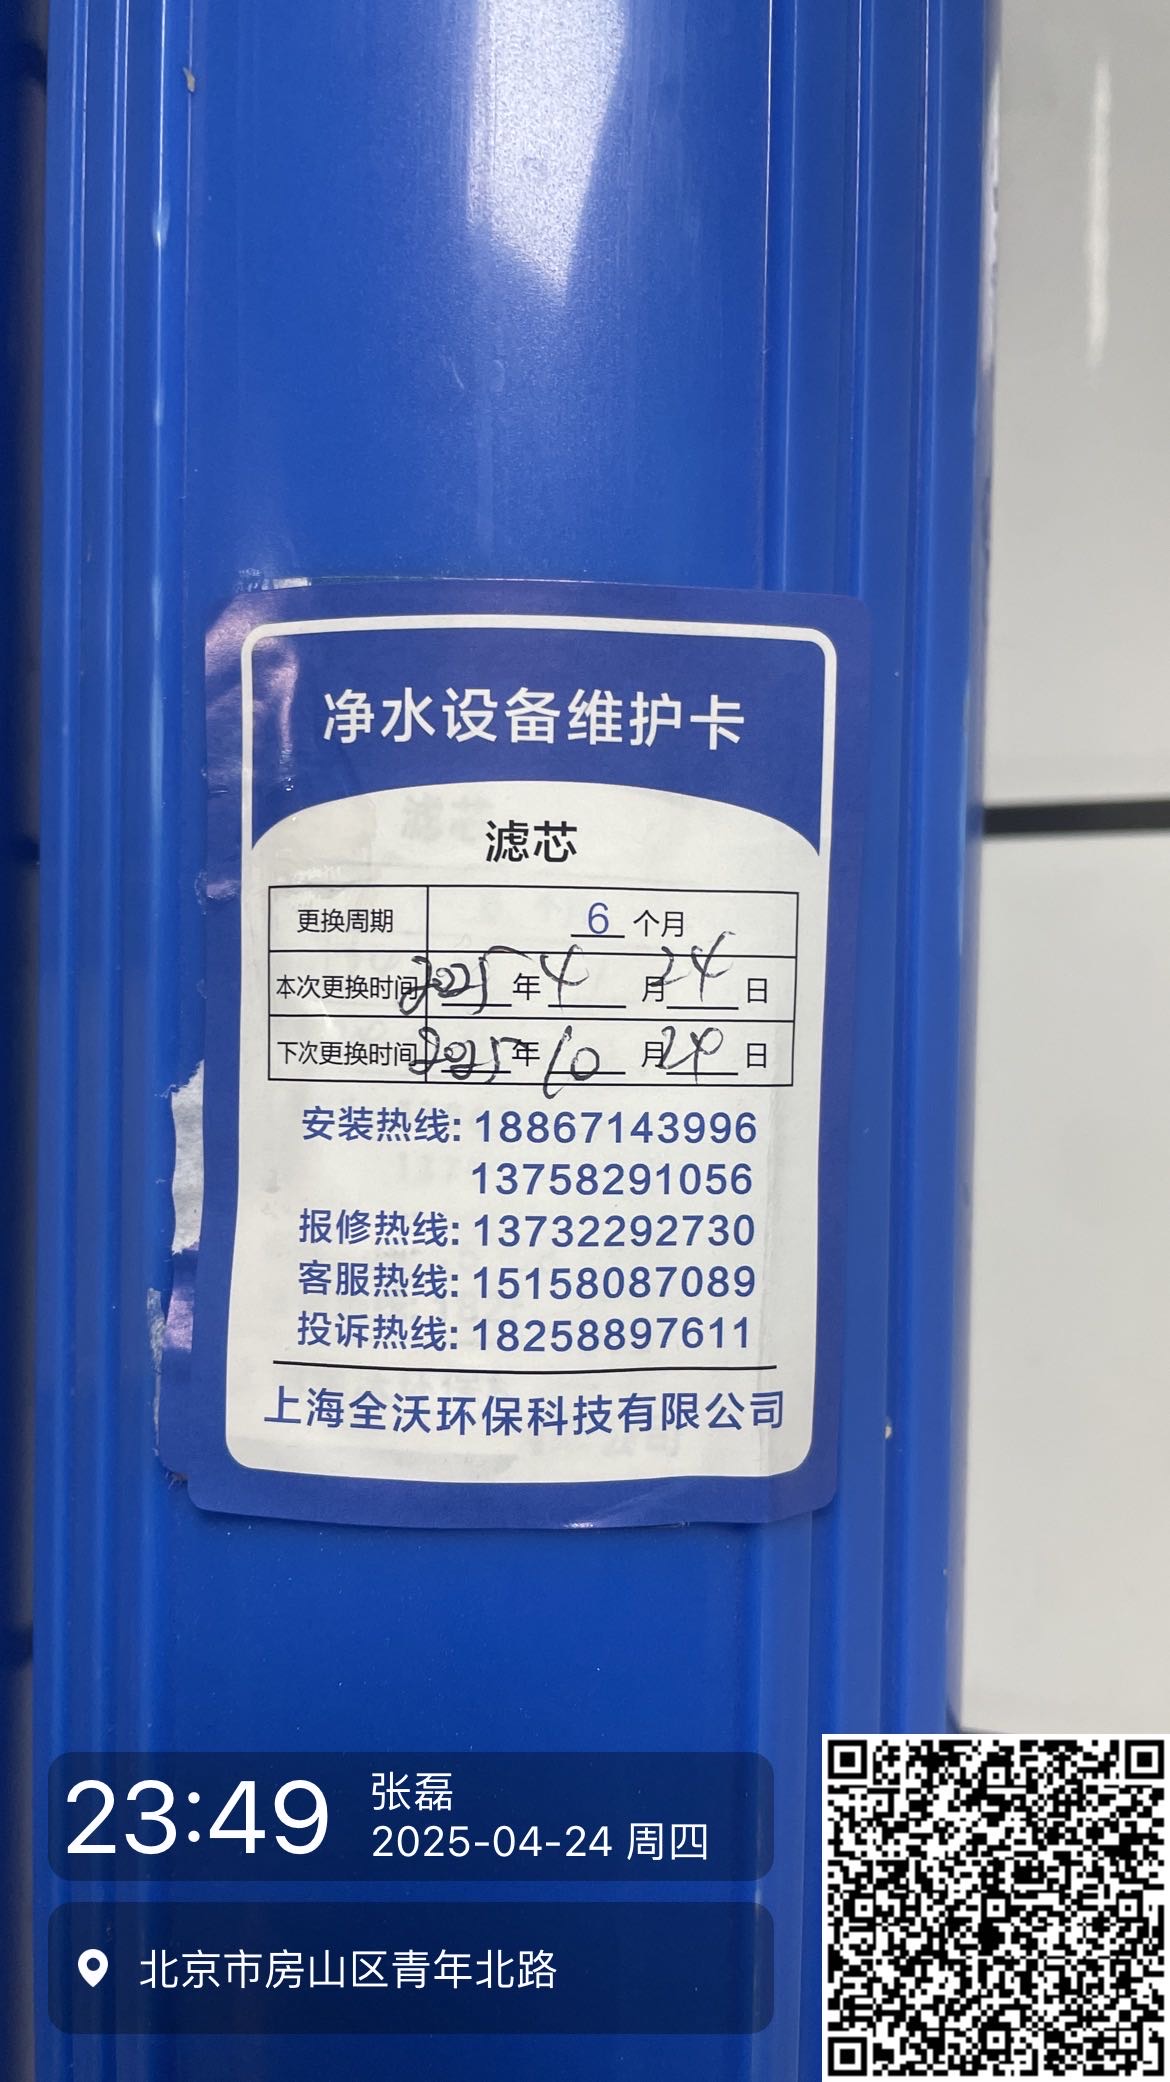 净水设备维护卡
滤芯
更换周期 6 个月
本次更换时间 2025 年 4 月 24 日
下次更换时间 2025 年 10 月 24 日
安装热线: 18867143996
13758291056
报修热线: 13732292730
客服热线: 15158087089
投诉热线: 18258897611
上海全沃环保科技有限公司
23:49 张磊
2025-04-24 周四
北京市房山区青年北路